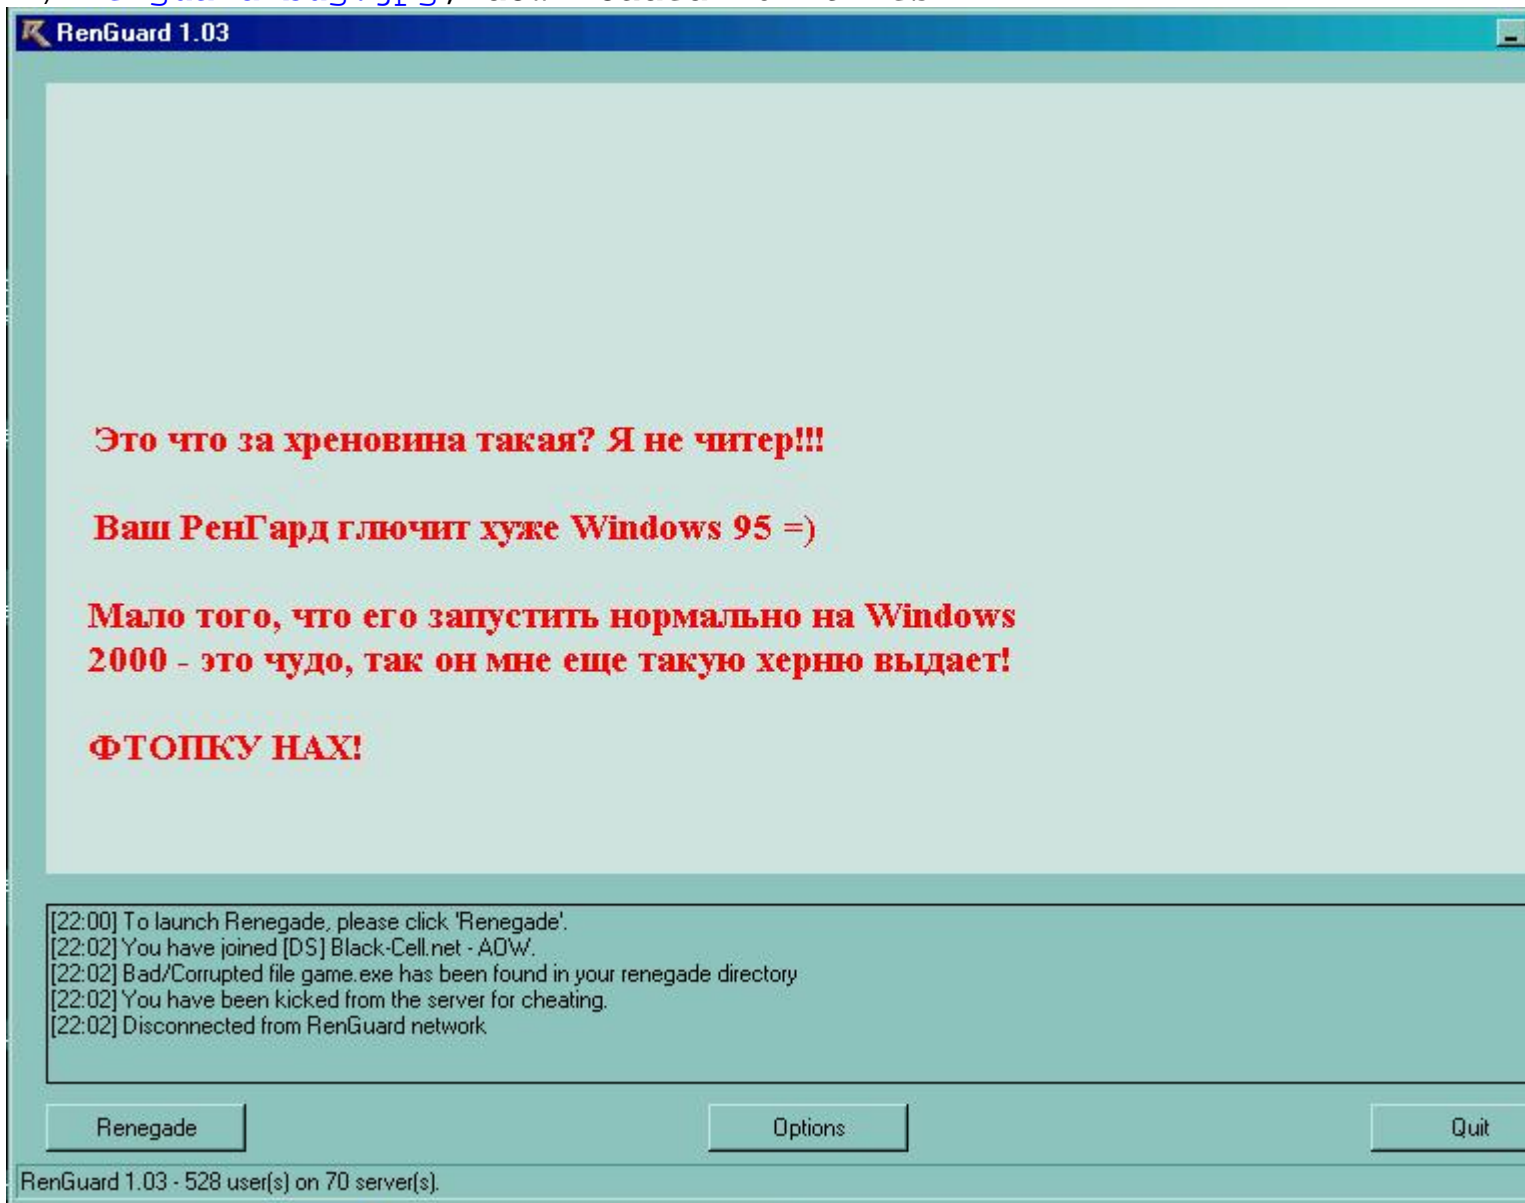 RenGuard 1.03
Это что за хреновина такая? Я не читер!!!
Ваш РенГард глючит хуже Windows 95 =)
Мало того, что его запустить нормально на Windows
2000 - это чудо, так он мне еще такую херню выдает!
ФТОПКУ НАХ!
[22:00] To launch Renegade, please click 'Renegade'.
[22:02] You have joined [DS] Black-Cell.net - AOW.
[22:02] Bad/Corrupted file game.exe has been found in your renegade directory
[22:02] You have been kicked from the server for cheating.
[22:02] Disconnected from RenGuard network
Renegade
Options
Quit
RenGuard 1.03 - 528 user(s) on 70 server(s).